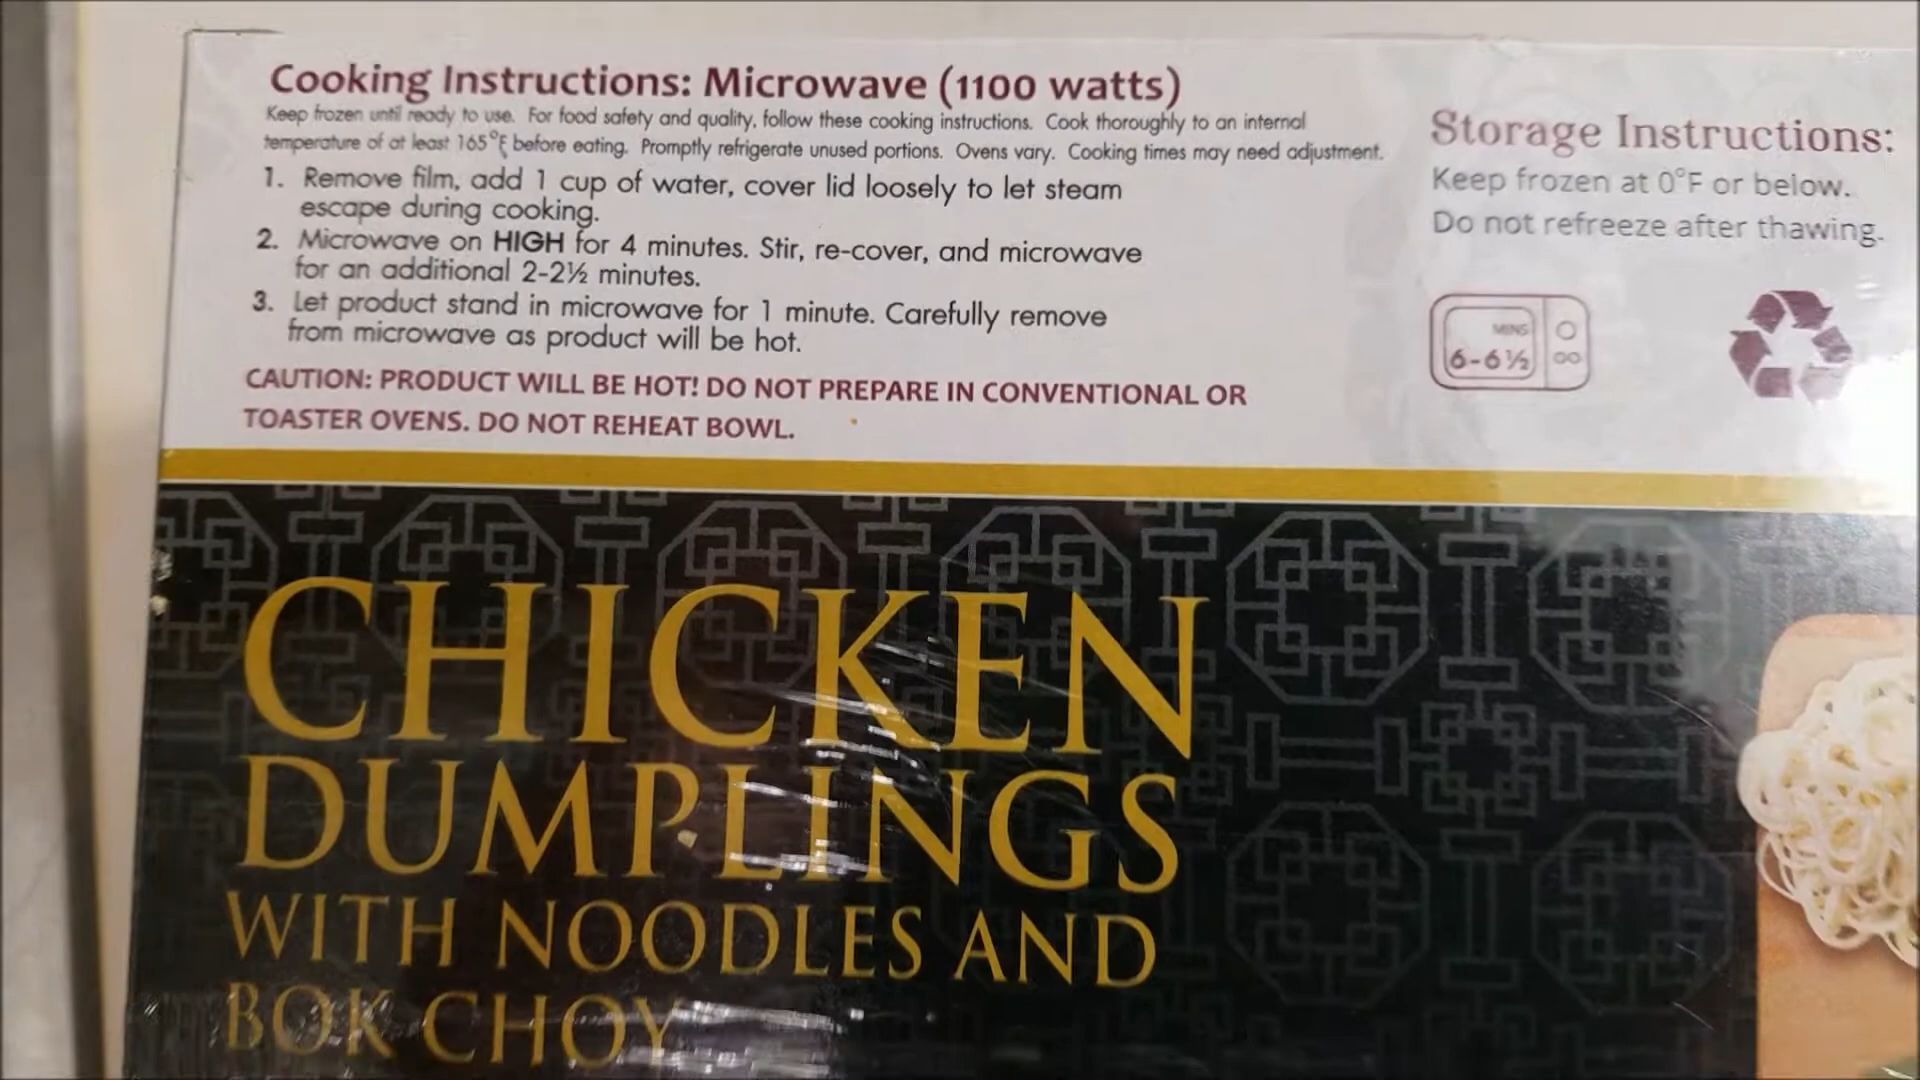 Cooking Instructions: Microwave (1100 watts)
Keep frozen until ready to use. For food safety and quality, follow these cooking instructions. Cook thoroughly to an internal
temperature of at least 165°F before eating. Promptly refrigerate unused portions. Ovens vary. Cooking times may need adjustment.
1. Remove film, add 1 cup of water, cover lid loosely to let steam
escape during cooking.
2. Microwave on HIGH for 4 minutes. Stir, re-cover, and microwave
for an additional 2-2½ minutes.
3. Let product stand in microwave for 1 minute. Carefully remove
from microwave as product will be hot.
CAUTION: PRODUCT WILL BE HOT! DO NOT PREPARE IN CONVENTIONAL OR
TOASTER OVENS. DO NOT REHEAT BOWL.
Storage Instructions:
Keep frozen at 0°F or below.
Do not refreeze after thawing.
MINS
6-6½
CHICKEN
DUMPLINGS
WITH NOODLES AND
BOK CHOY